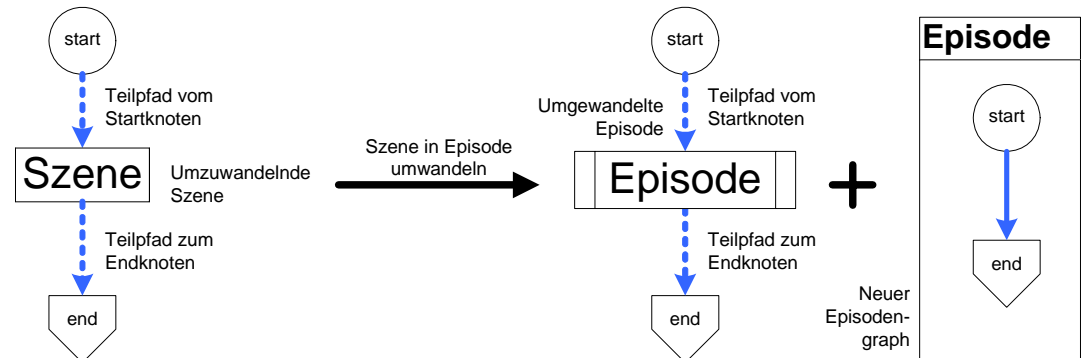 start
Teilpfad vom
Startknoten
Szene
Umzuwandelnde
Szene
Teilpfad zum
Endknoten
end
Szene in Episode
umwandeln
start
Umgewandelte
Episode
Teilpfad vom
Startknoten
Episode
Teilpfad zum
Endknoten
end
Episode
start
end
Neuer
Episoden-
graph